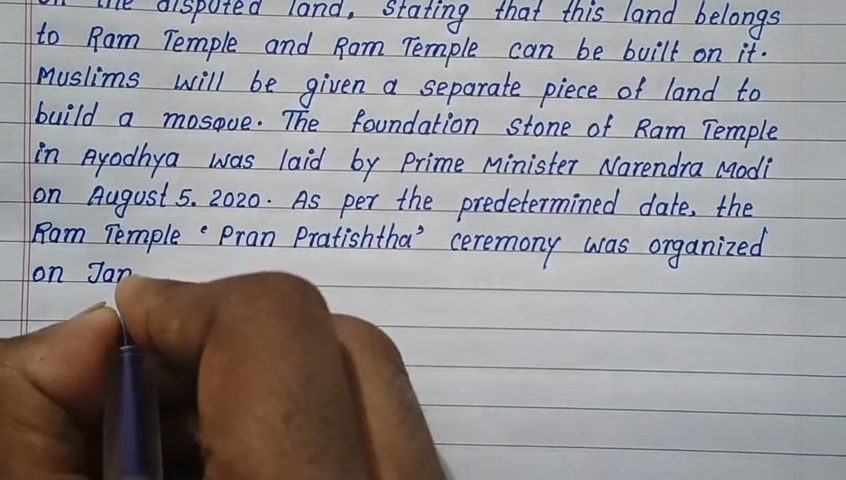 on the disputed land, stating that this land belongs
to Ram Temple and Ram Temple can be built on it.
Muslims will be given a separate piece of land to
build a mosque. The foundation stone of Ram Temple
in Ayodhya was laid by Prime Minister Narendra Modi
on August 5. 2020. As per the predetermined date, the
Ram Temple ‘Pran Pratishtha’ ceremony was organized
on Jan